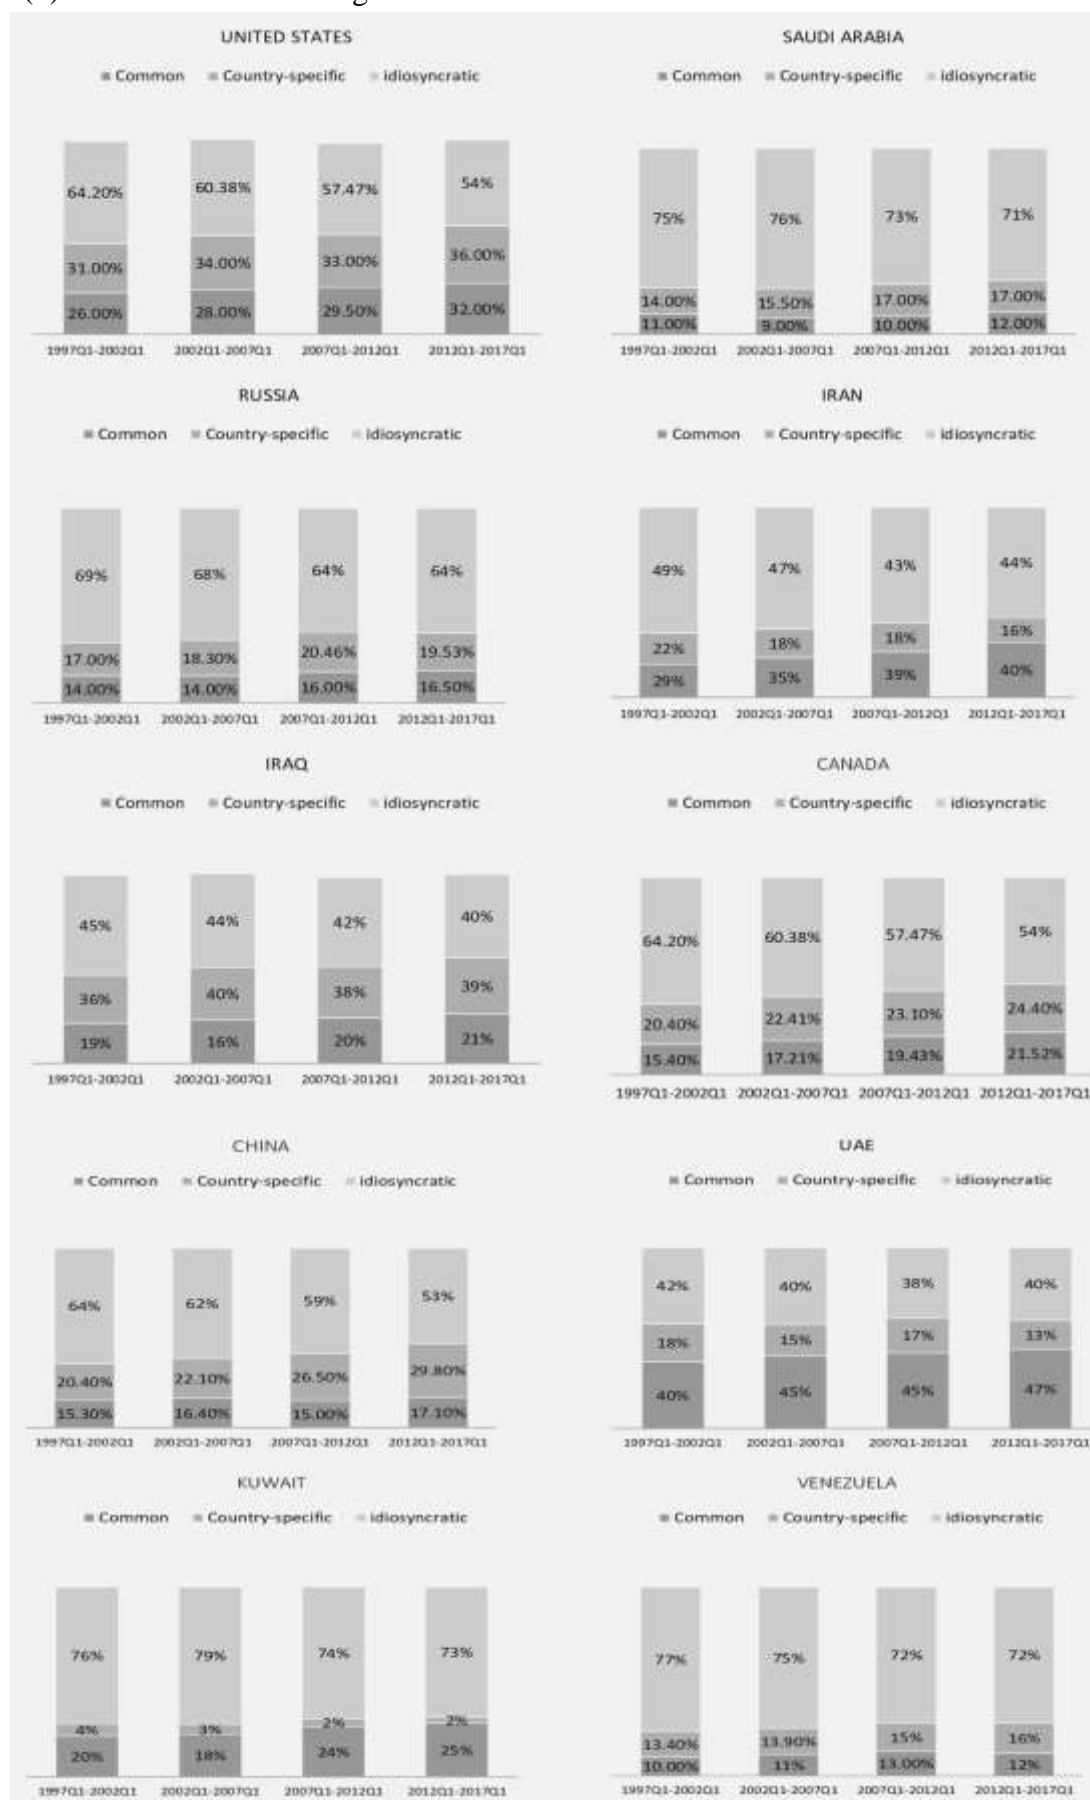 UNITED STATES
Common Country-specific idiosyncratic
64.20% 60.38% 57.47% 54%
31.00% 34.00% 33.00% 36.00%
26.00% 28.00% 29.50% 32.00%
1997Q1-2002Q1 2002Q1-2007Q1 2007Q1-2012Q1 2012Q1-2017Q1
SAUDI ARABIA
Common Country-specific idiosyncratic
75% 76% 73% 71%
14.00% 15.50% 17.00% 17.00%
11.00% 9.00% 10.00% 12.00%
1997Q1-2002Q1 2002Q1-2007Q1 2007Q1-2012Q1 2012Q1-2017Q1
RUSSIA
Common Country-specific idiosyncratic
69% 68% 64% 64%
17.00% 18.30% 20.46% 19.53%
14.00% 14.00% 16.00% 16.50%
1997Q1-2002Q1 2002Q1-2007Q1 2007Q1-2012Q1 2012Q1-2017Q1
IRAN
Common Country-specific idiosyncratic
49% 47% 43% 44%
22% 18% 18% 16%
29% 35% 39% 40%
1997Q1-2002Q1 2002Q1-2007Q1 2007Q1-2012Q1 2012Q1-2017Q1
IRAQ
Common Country-specific idiosyncratic
45% 44% 42% 40%
36% 40% 38% 39%
19% 16% 20% 21%
1997Q1-2002Q1 2002Q1-2007Q1 2007Q1-2012Q1 2012Q1-2017Q1
CANADA
Common Country-specific idiosyncratic
64.20% 60.38% 57.47% 54%
20.40% 22.41% 23.10% 24.40%
15.40% 17.21% 19.43% 21.52%
1997Q1-2002Q1 2002Q1-2007Q1 2007Q1-2012Q1 2012Q1-2017Q1
CHINA
Common Country-specific idiosyncratic
64% 62% 59% 53%
20.40% 22.10% 26.50% 29.80%
15.30% 16.40% 15.00% 17.10%
1997Q1-2002Q1 2002Q1-2007Q1 2007Q1-2012Q1 2012Q1-2017Q1
UAE
Common Country-specific idiosyncratic
42% 40% 38% 40%
18% 15% 17% 13%
40% 45% 45% 47%
1997Q1-2002Q1 2002Q1-2007Q1 2007Q1-2012Q1 2012Q1-2017Q1
KUWAIT
Common Country-specific idiosyncratic
76% 79% 74% 73%
4% 3% 2% 2%
20% 18% 24% 25%
1997Q1-2002Q1 2002Q1-2007Q1 2007Q1-2012Q1 2012Q1-2017Q1
VENEZUELA
Common Country-specific idiosyncratic
77% 75% 72% 72%
13.40% 13.90% 15% 16%
10.00% 11% 13.00% 12%
1997Q1-2002Q1 2002Q1-2007Q1 2007Q1-2012Q1 2012Q1-2017Q1